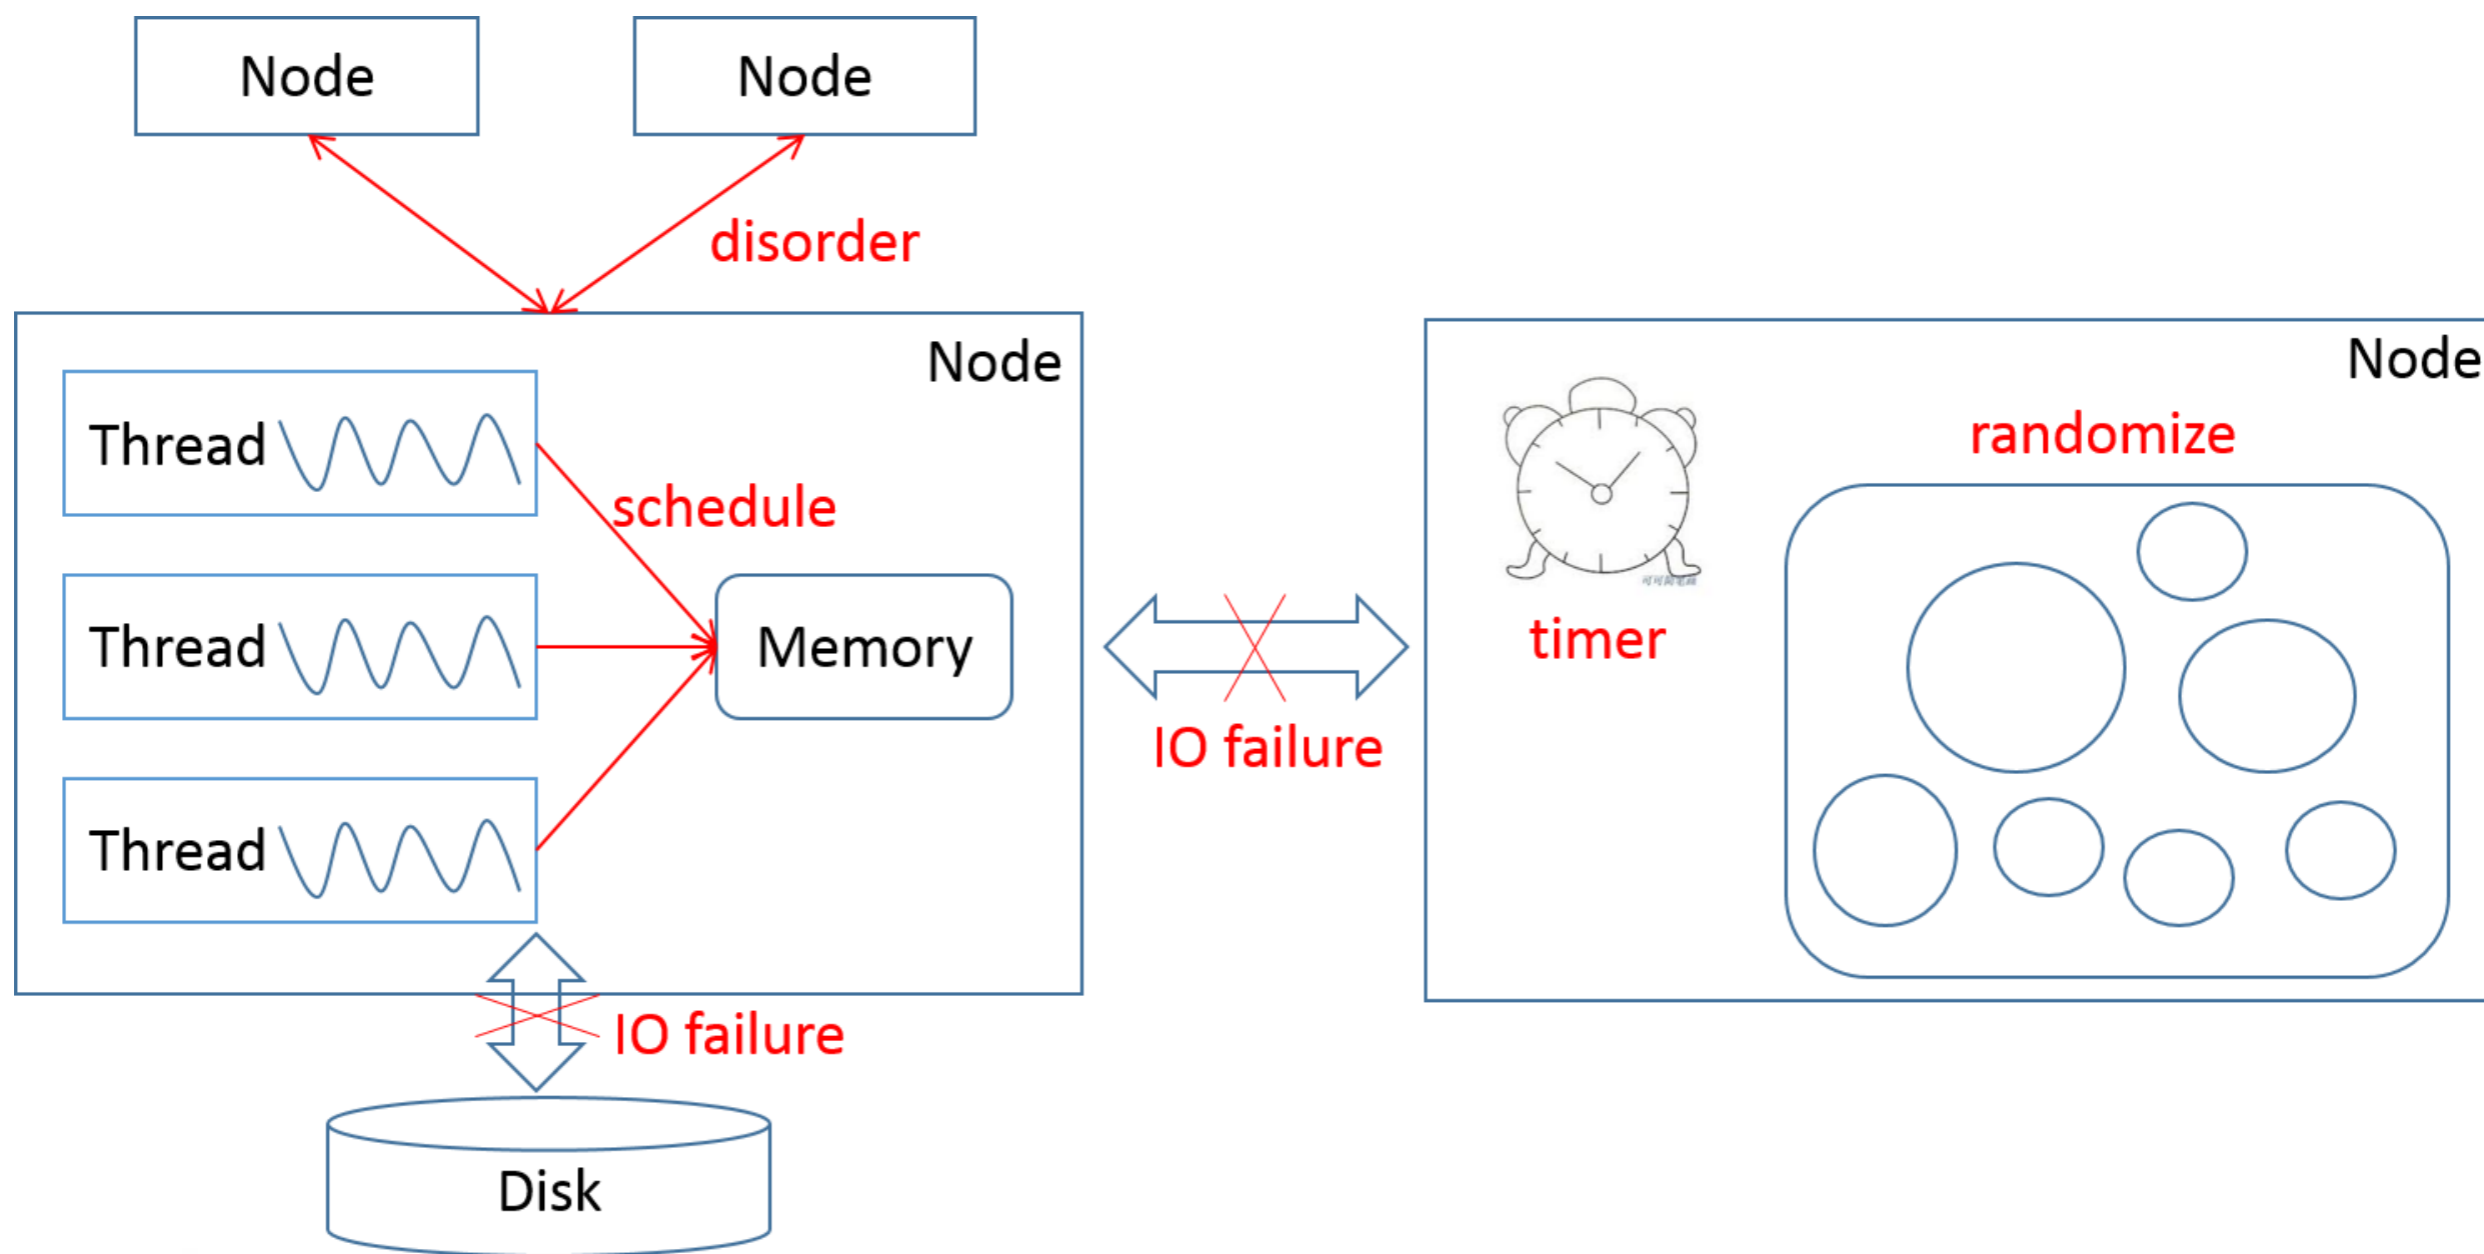 Node
Node
disorder
Node
Thread
schedule
Thread
Memory
Thread
IO failure
Disk
IO failure
Node
randomize
timer